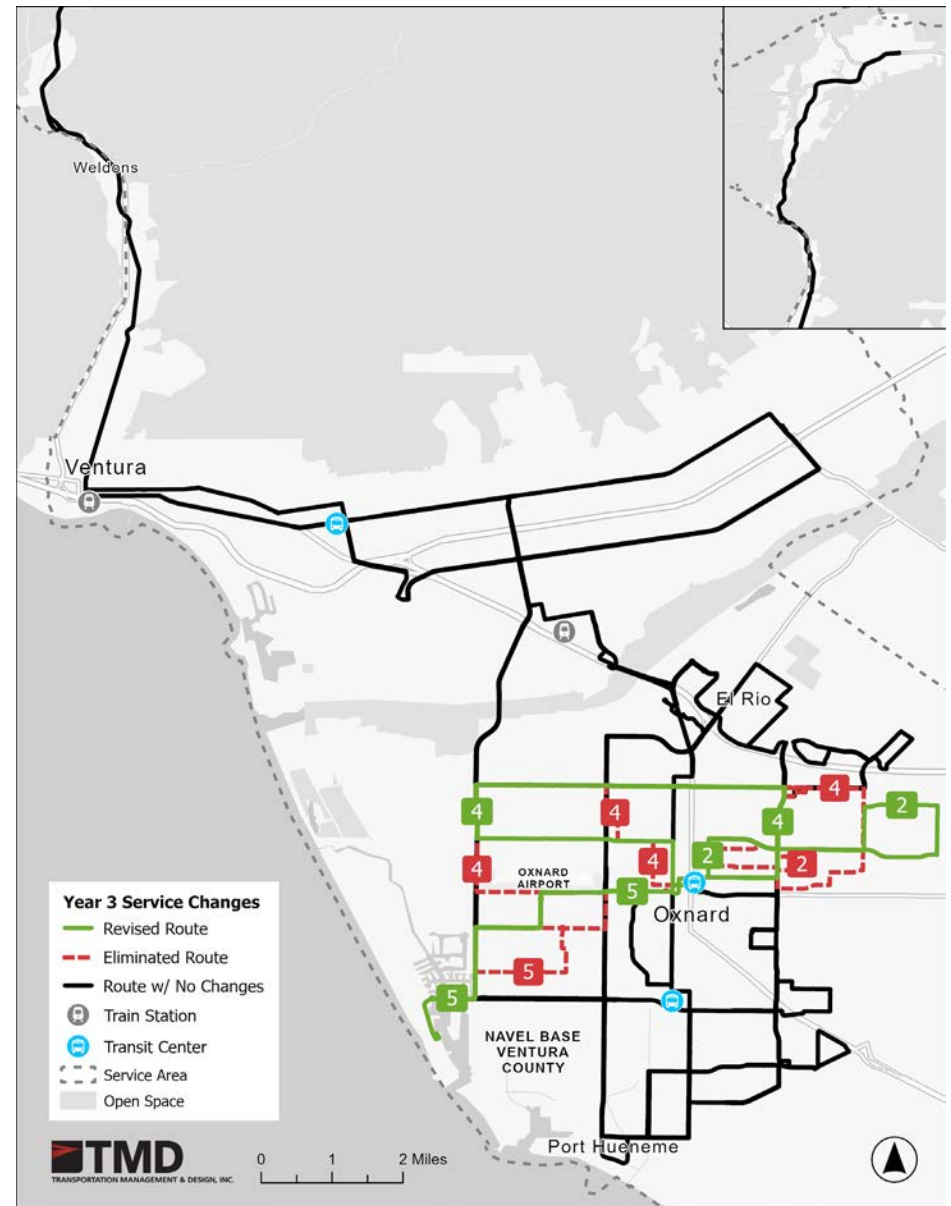 Weldons
Ventura
El Rio
4
2
4
4
4
2
4
4
2
OXNARD
AIRPORT
5
Oxnard
5
5
NAVEL BASE
VENTURA
COUNTY
Port Hueneme
Year 3 Service Changes
Revised Route
Eliminated Route
Route w/ No Changes
Train Station
Transit Center
Service Area
Open Space
TMD
TRANSPORTATION MANAGEMENT & DESIGN, INC.
0 1 2 Miles